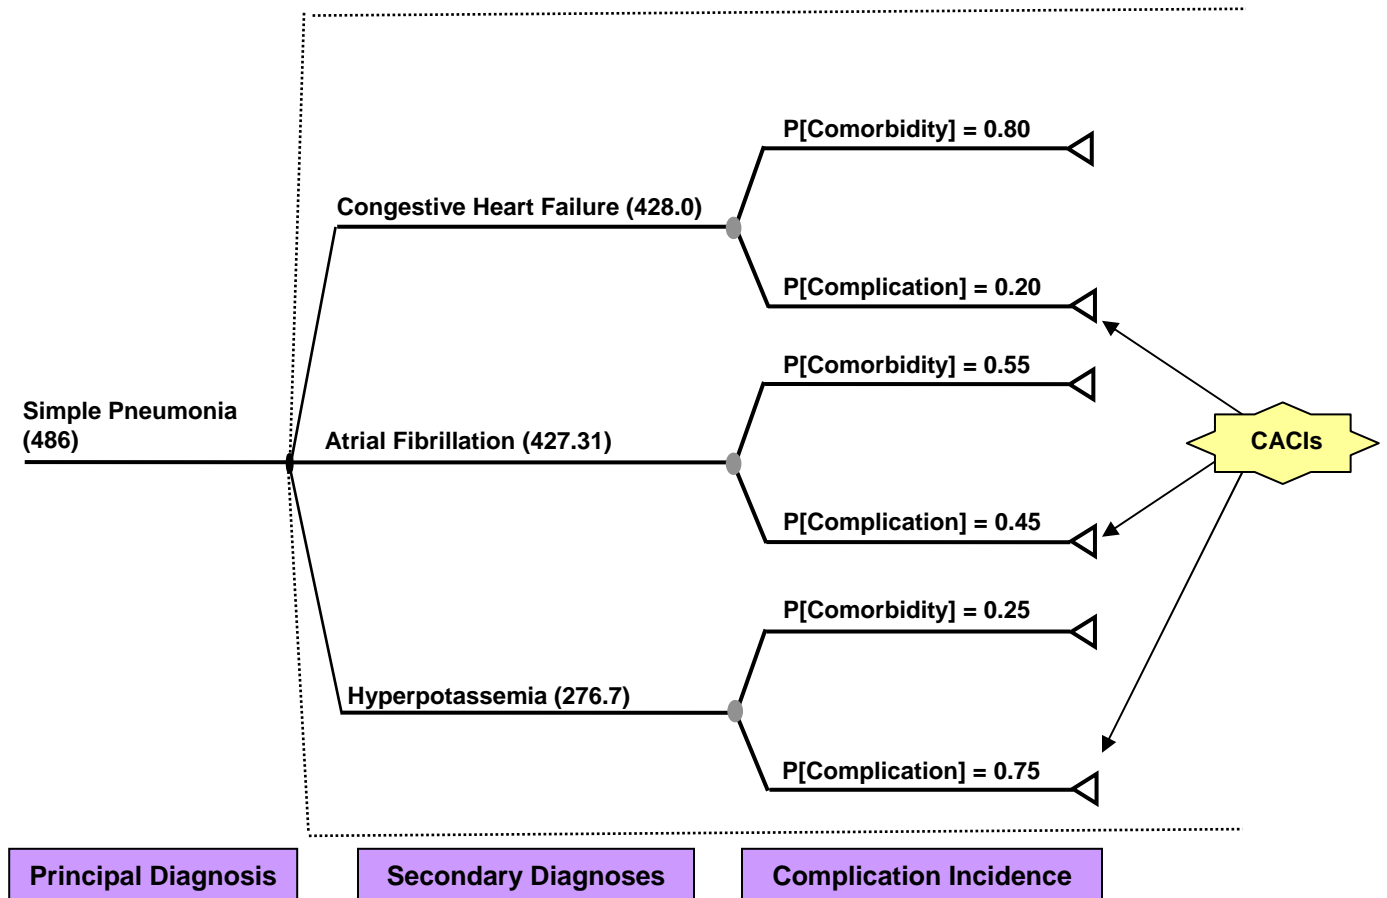 P[Comorbidity] = 0.80
Congestive Heart Failure (428.0)
P[Complication] = 0.20
P[Comorbidity] = 0.55
Simple Pneumonia
(486)
Atrial Fibrillation (427.31)
CACIs
P[Complication] = 0.45
P[Comorbidity] = 0.25
Hyperpotassemia (276.7)
P[Complication] = 0.75
Principal Diagnosis
Secondary Diagnoses
Complication Incidence